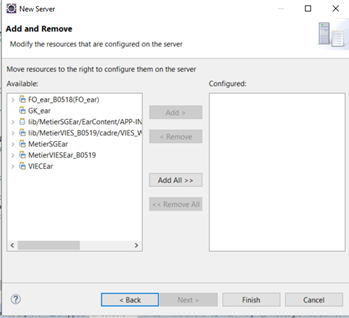 New Server
Add and Remove
Modify the resources that are configured on the server
Move resources to the right to configure them on the server
Available:
Configured:
FO_ear_B0518(FO_ear)
GK_ear
lib/MetierSGEar/EarContent/APP-IN
lib/MetierVIES_B0519/cadre/VIES_W
MetierSGEar
MetierVIESEar_B0519
VIECEar
Add >
< Remove
Add All >>
<< Remove All
?
< Back
Next >
Finish
Cancel